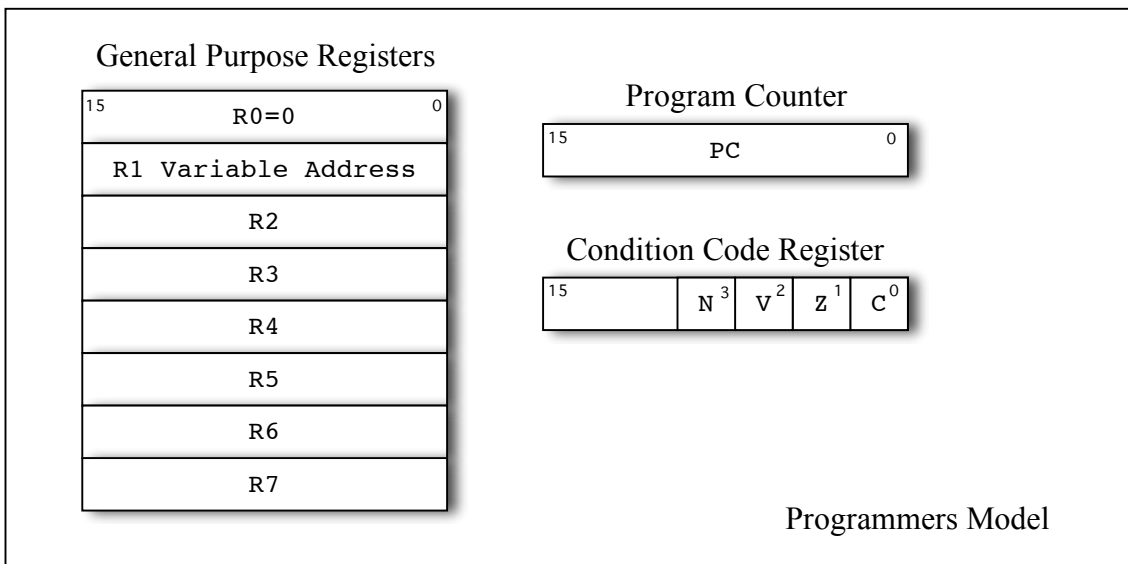 General Purpose Registers
15 R0=0 0
R1 Variable Address
R2
R3
R4
R5
R6
R7
Program Counter
15 PC 0
Condition Code Register
15 N 3 V 2 Z 1 C 0
Programmers Model